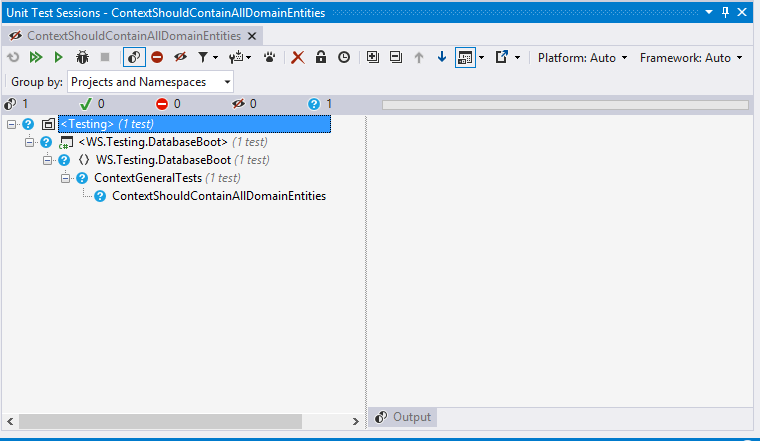 Unit Test Sessions - ContextShouldContainAllDomainEntities
ContextShouldContainAllDomainEntities
Platform: Auto Framework: Auto
Group by: Projects and Namespaces
1 0 0 0 1
<Testing> (1 test)
C# <WS.Testing.DatabaseBoot> (1 test)
WS.Testing.DatabaseBoot (1 test)
ContextGeneralTests (1 test)
ContextShouldContainAllDomainEntities
Output